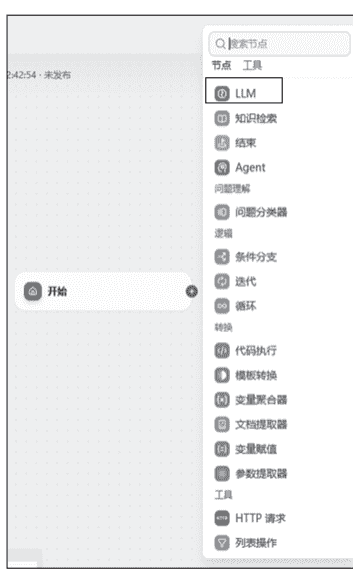 搜索节点
节点 工具
2:42:54 · 未发布
LLM
知识检索
结束
Agent
问题理解
问题分类器
逻辑
条件分支
迭代
循环
开始
转换
代码执行
模板转换
变量聚合器
文档提取器
变量赋值
参数提取器
工具
HTTP 请求
列表操作